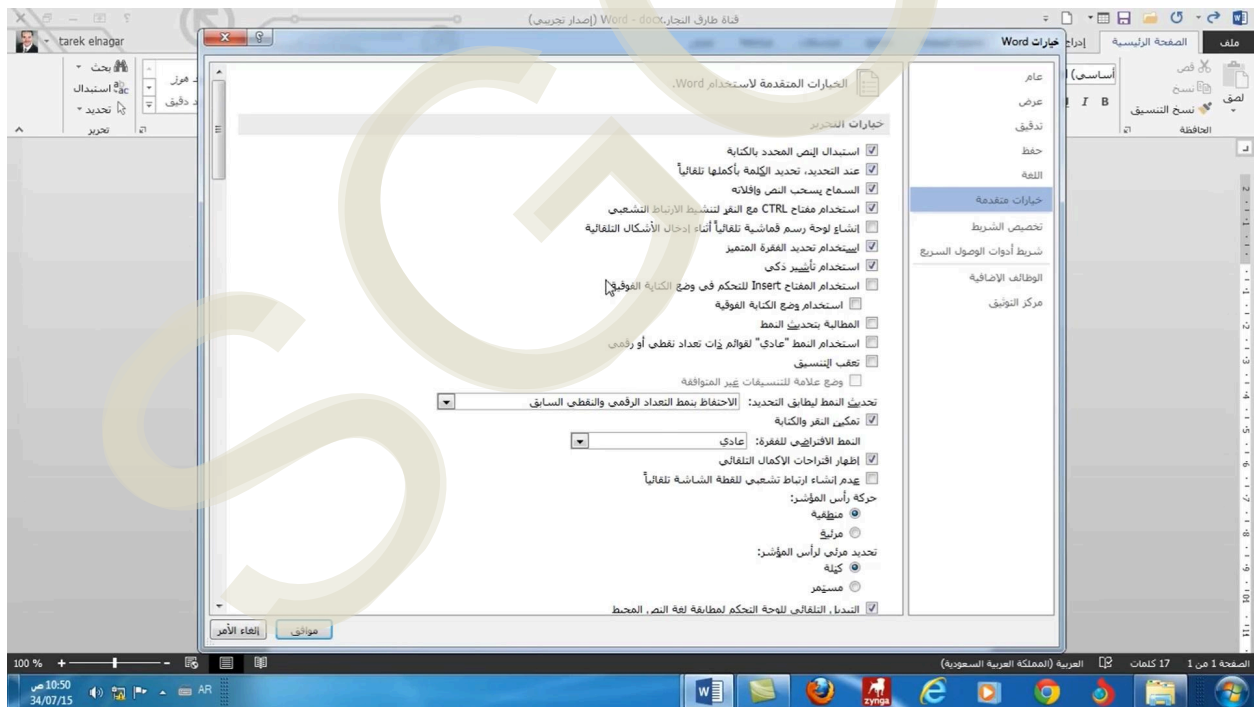 قناة طارق النجار.docx - Word (إصدار تجريبي)
tarek elnagar
ملف
الصفحة الرئيسية
إدراج
خيارات Word
قص
نسخ
نسخ التنسيق
لصق
الحافظة
أساسي)
B I
بحث
استبدال
تحديد
تحرير
عام
عرض
تدقيق
حفظ
اللغة
خيارات متقدمة
تخصيص الشريط
شريط أدوات الوصول السريع
الوظائف الإضافية
مركز التوثيق
الخيارات المتقدمة لاستخدام Word.
خيارات التحرير
استبدال النص المحدد بالكتابة
عند التحديد، تحديد الكلمة بأكملها تلقائياً
السماح بسحب النص وإفلاته
استخدام مفتاح CTRL مع النقر لتنشيط الارتباط التشعبي
إنشاء لوحة رسم قماشية تلقائياً أثناء إدخال الأشكال التلقائية
استخدام تحديد الفقرة المتميز
استخدام تأشير ذكي
استخدام المفتاح Insert للتحكم في وضع الكتابة الفوقية
استخدام وضع الكتابة الفوقية
المطالبة بتحديث النمط
استخدام النمط "عادي" لقوائم ذات تعداد نقطي أو رقمي
تعقب التنسيق
وضع علامة للتنسيقات غير المتوافقة
تحديث النمط ليطابق التحديد: الاحتفاظ بنمط التعداد الرقمي والنقطي السابق
تمكين النقر والكتابة
النمط الافتراضي للفقرة: عادي
إظهار اقتراحات الإكمال التلقائي
عدم إنشاء ارتباط تشعبي للقطة الشاشة تلقائياً
حركة رأس المؤشر:
منطقية
مرئية
تحديد مرئي لرأس المؤشر:
كتلة
مستمر
التبديل التلقائي للوحة التحكم لمطابقة لغة النص المحيط
موافق
إلغاء الأمر
الصفحة 1 من 1
17 كلمات
العربية (المملكة العربية السعودية)
100 %
AR
10:50 ص
34/07/15
zynga